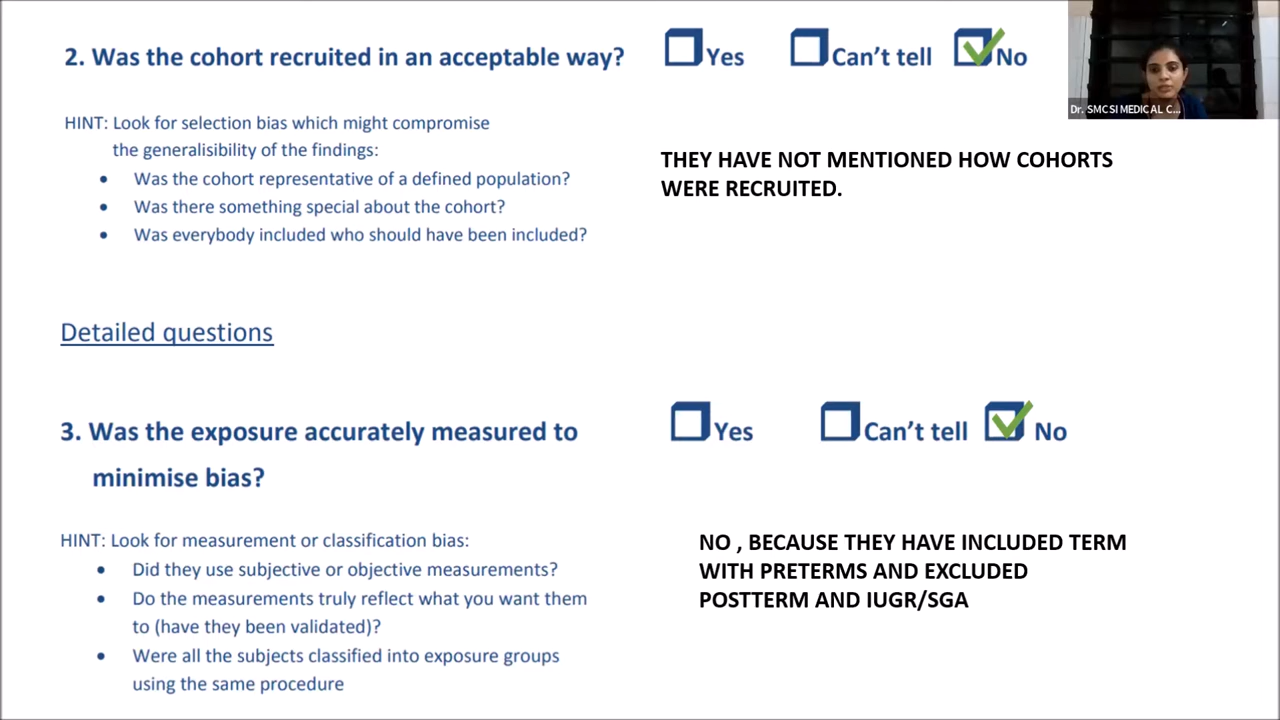 2. Was the cohort recruited in an acceptable way?
Yes
Can't tell
No
Dr. SMCSI MEDICAL C...
HINT: Look for selection bias which might compromise
the generalisibility of the findings:
• Was the cohort representative of a defined population?
• Was there something special about the cohort?
• Was everybody included who should have been included?
THEY HAVE NOT MENTIONED HOW COHORTS
WERE RECRUITED.
Detailed questions
3. Was the exposure accurately measured to
minimise bias?
Yes
Can't tell
No
HINT: Look for measurement or classification bias:
• Did they use subjective or objective measurements?
• Do the measurements truly reflect what you want them
to (have they been validated)?
• Were all the subjects classified into exposure groups
using the same procedure
NO , BECAUSE THEY HAVE INCLUDED TERM
WITH PRETERMS AND EXCLUDED
POSTTERM AND IUGR/SGA